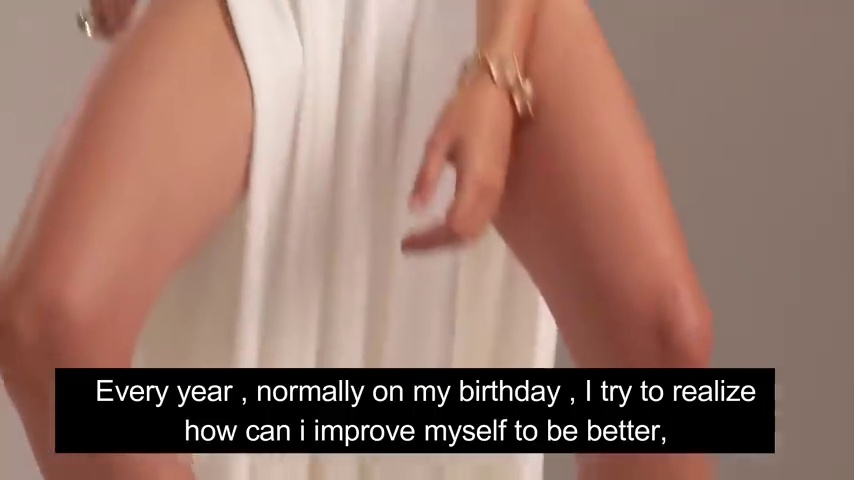 Every year , normally on my birthday , I try to realize
how can i improve myself to be better,